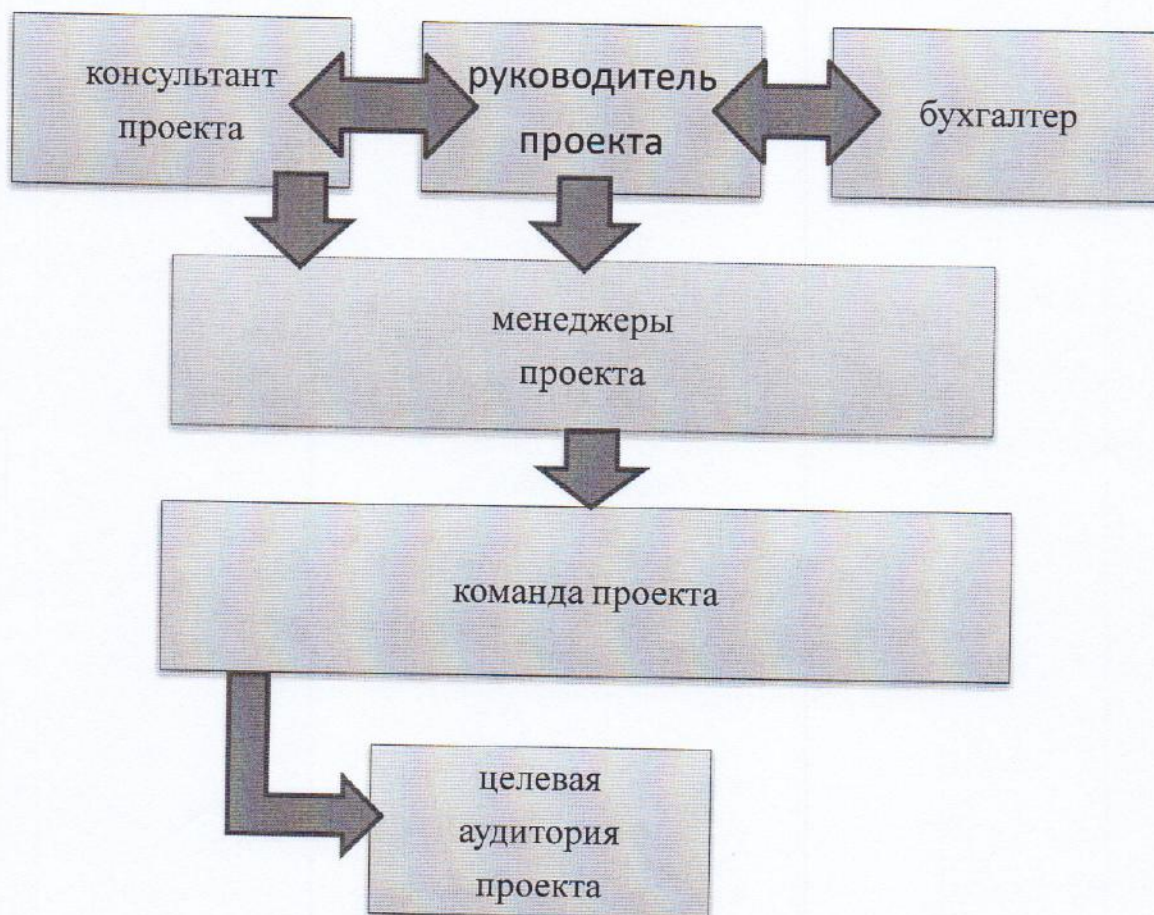 консультант
проекта
руководитель
проекта
бухгалтер
менеджеры
проекта
команда проекта
целевая
аудитория
проекта